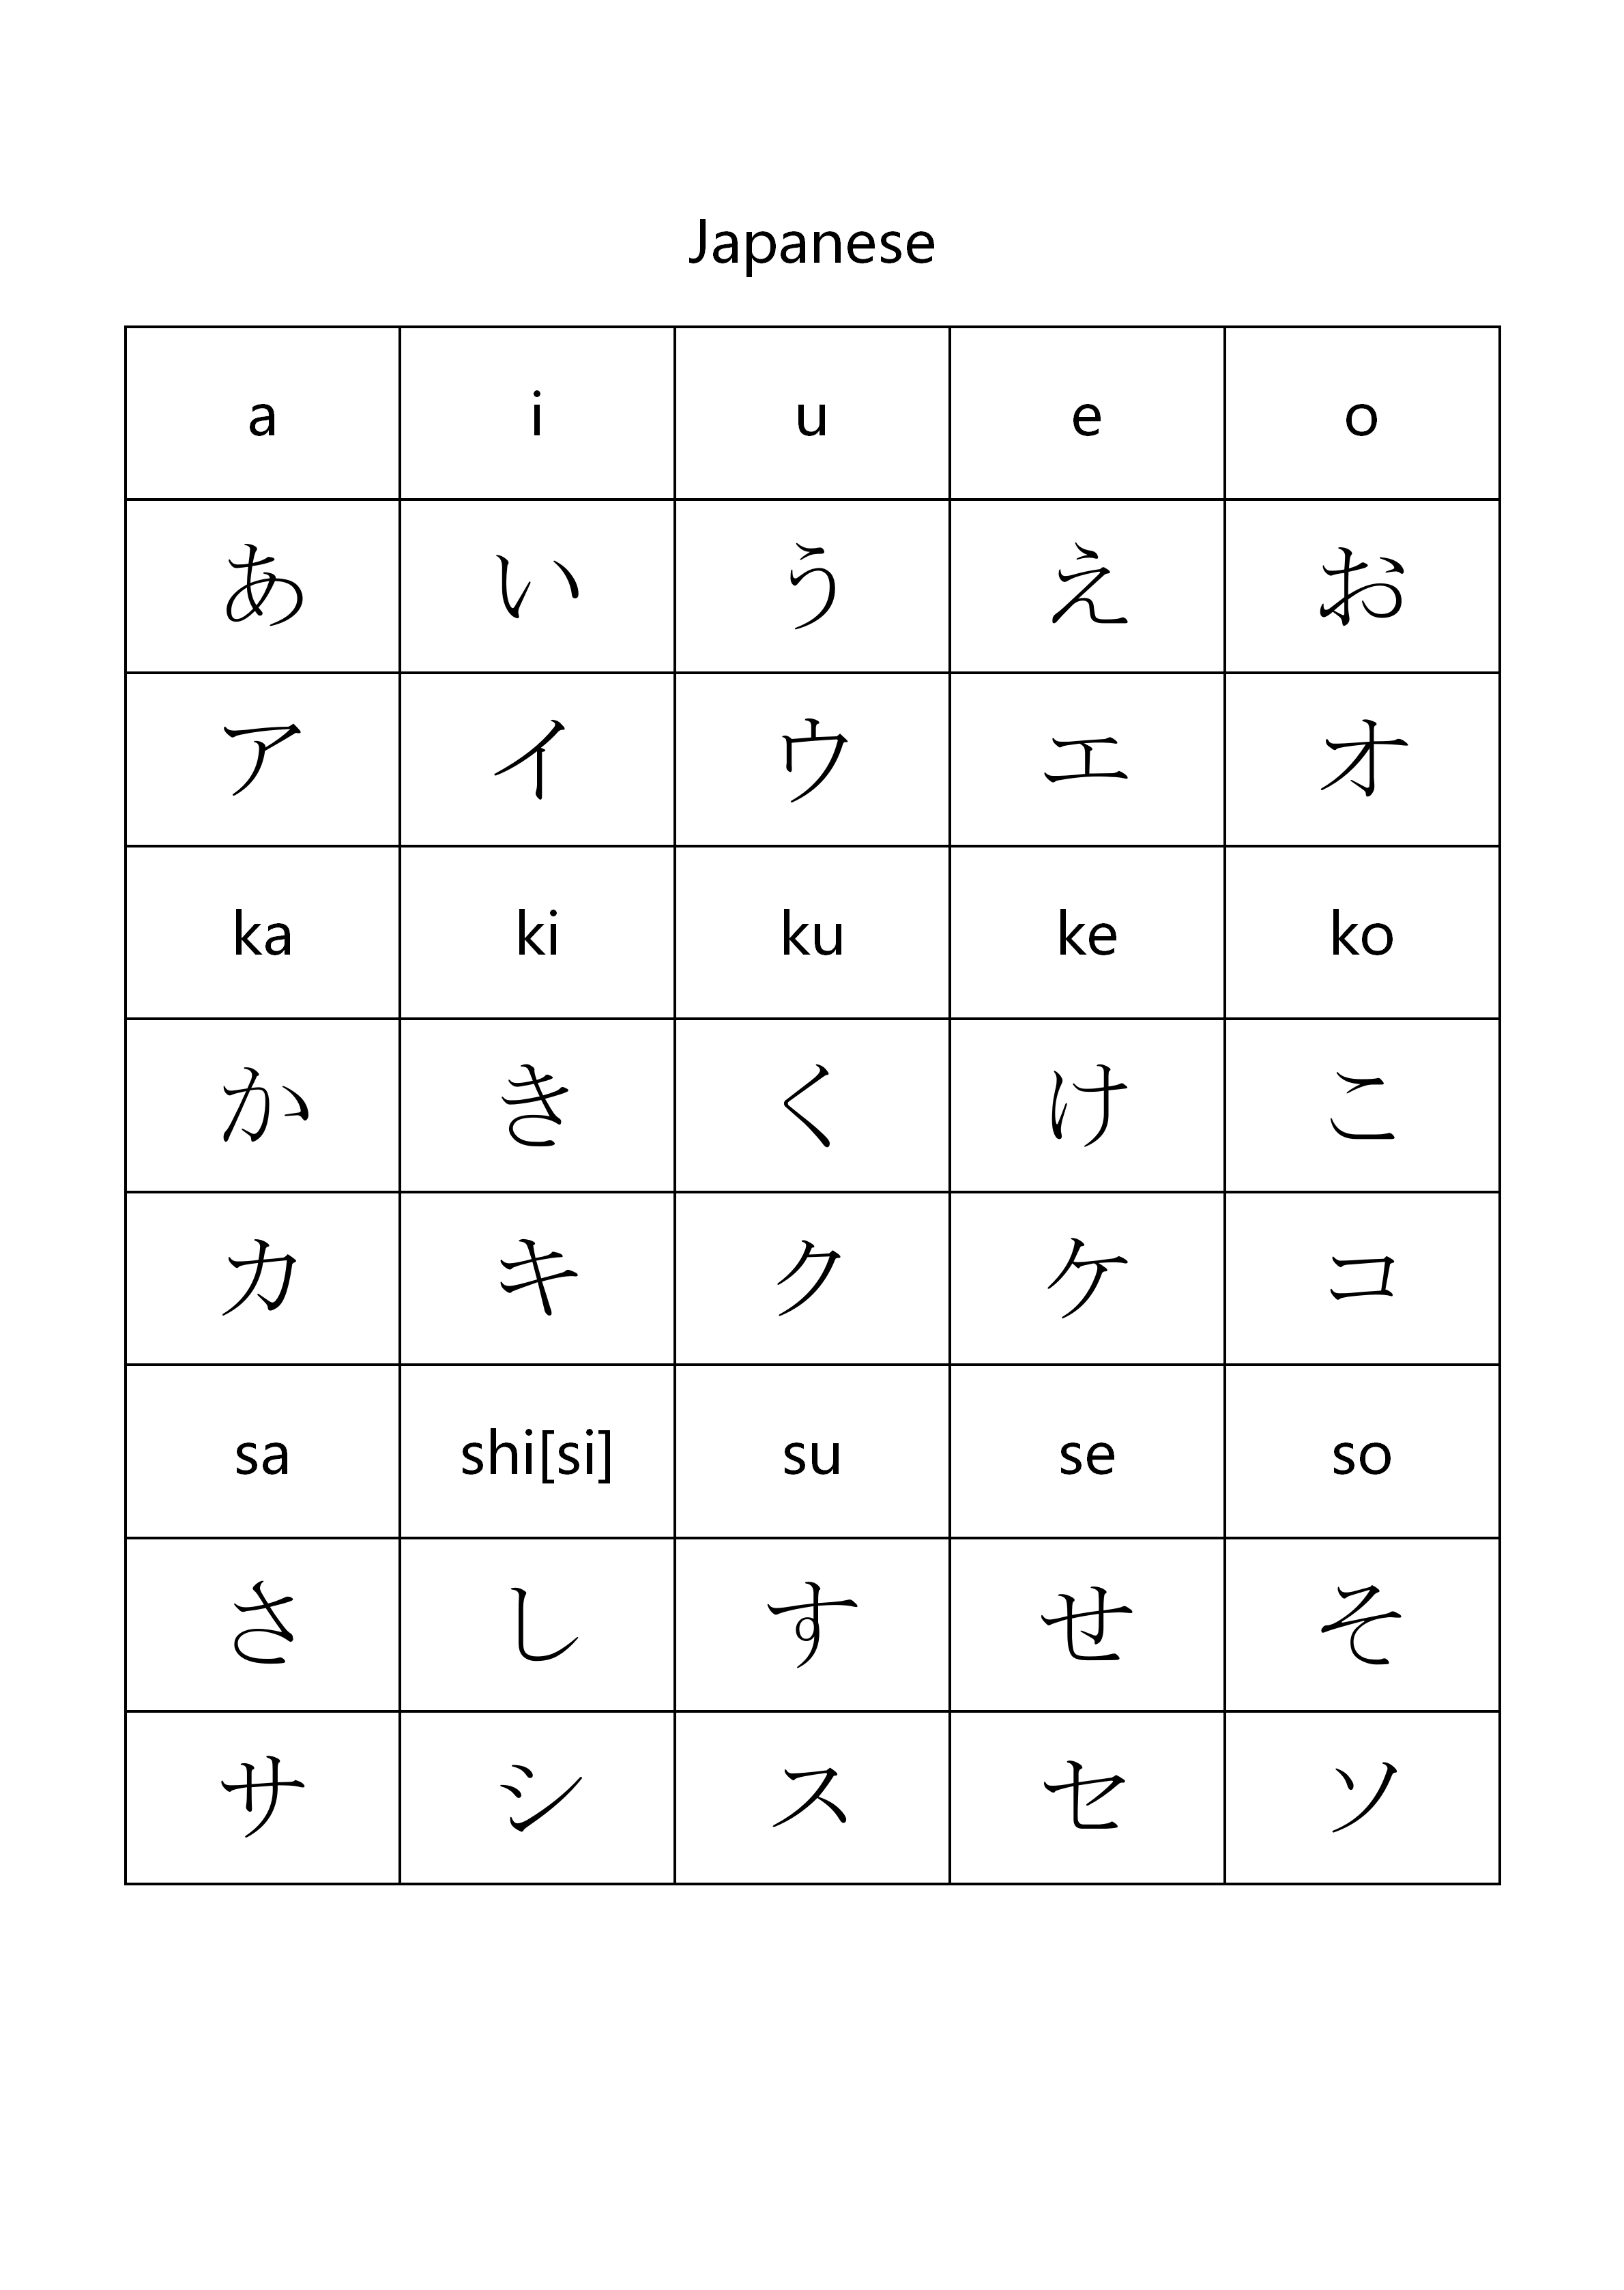 Japanese
a i u e o
あ い う え お
ア イ ウ エ オ
ka ki ku ke ko
か き く け こ
カ キ ク ケ コ
sa shi[si] su se so
さ し す せ そ
サ シ ス セ ソ